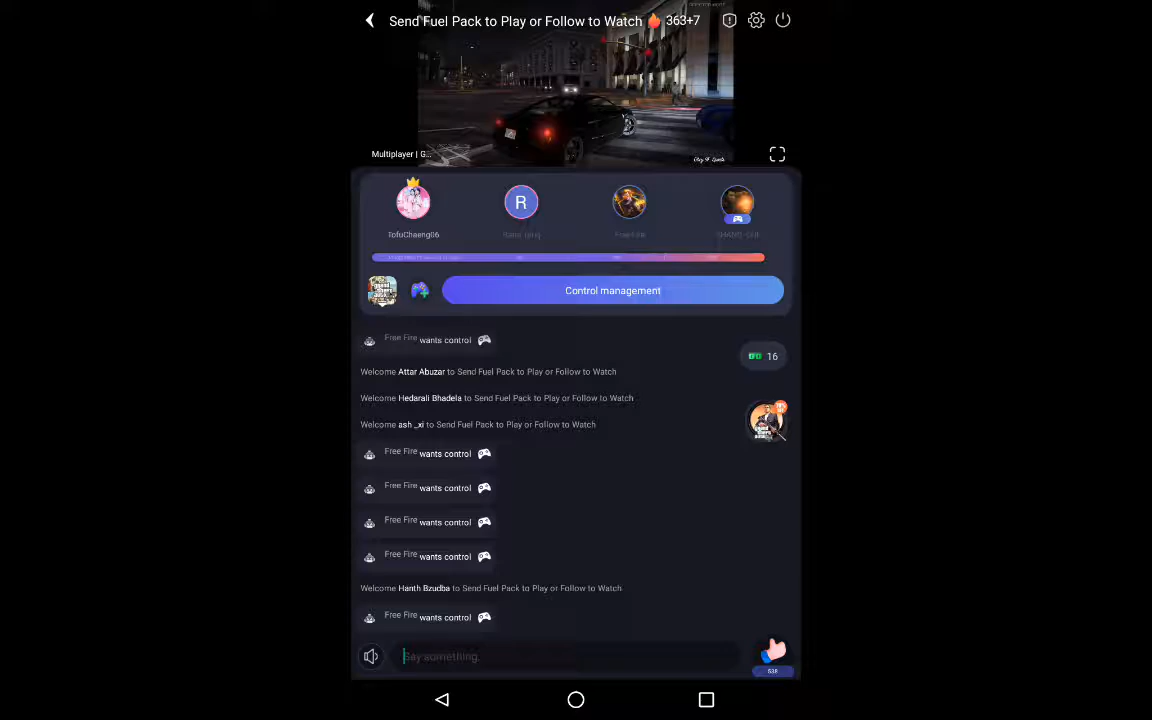 Send Fuel Pack to Play or Follow to Watch 363+7
Multiplayer | G...
TofuChaeng06
R
Free Fire
Control management
Free Fire wants control
16
Welcome Attar Abuzar to Send Fuel Pack to Play or Follow to Watch
Welcome Hedarali Bhadela to Send Fuel Pack to Play or Follow to Watch
Welcome ash _xi to Send Fuel Pack to Play or Follow to Watch
Free Fire wants control
Free Fire wants control
Free Fire wants control
Free Fire wants control
Welcome Hanth Bzudba to Send Fuel Pack to Play or Follow to Watch
Free Fire wants control
Say something.
538